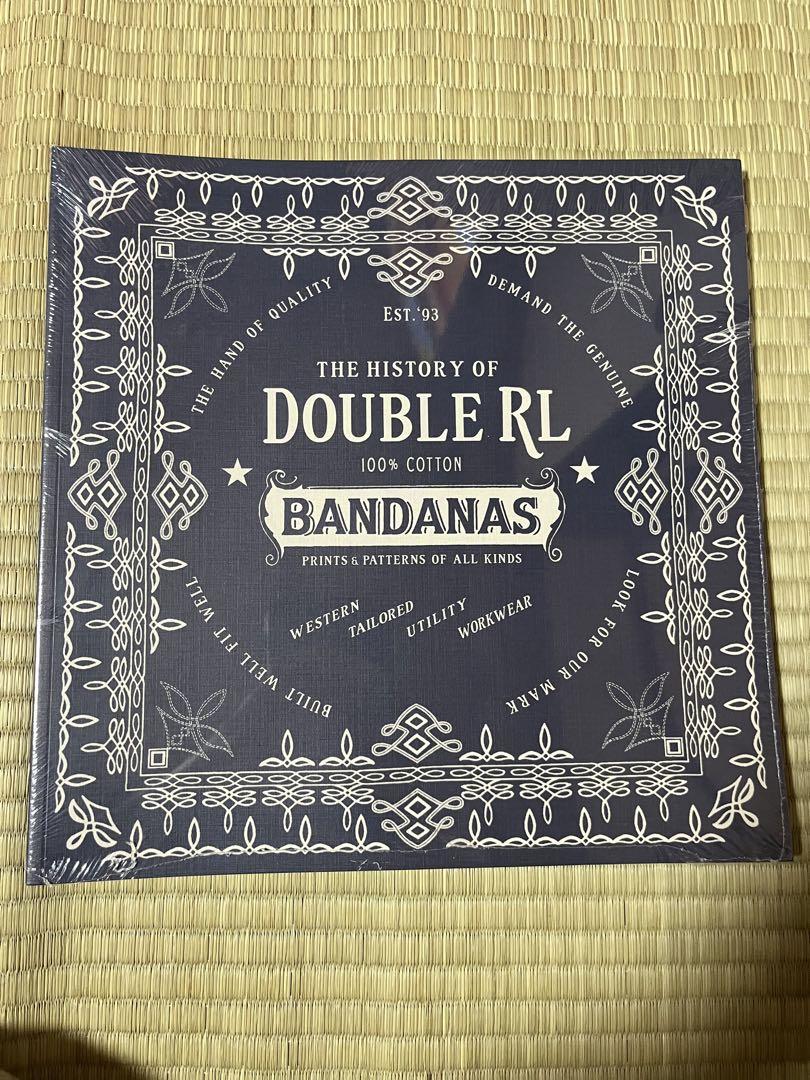 EST. '93
THE HAND OF QUALITY
DEMAND THE GENUINE
THE HISTORY OF
DOUBLE RL
100% COTTON
BANDANAS
PRINTS & PATTERNS OF ALL KINDS
WESTERN TAILORED UTILITY WORKWEAR
BUILT WELL FIT WELL
LOOK FOR OUR MARK